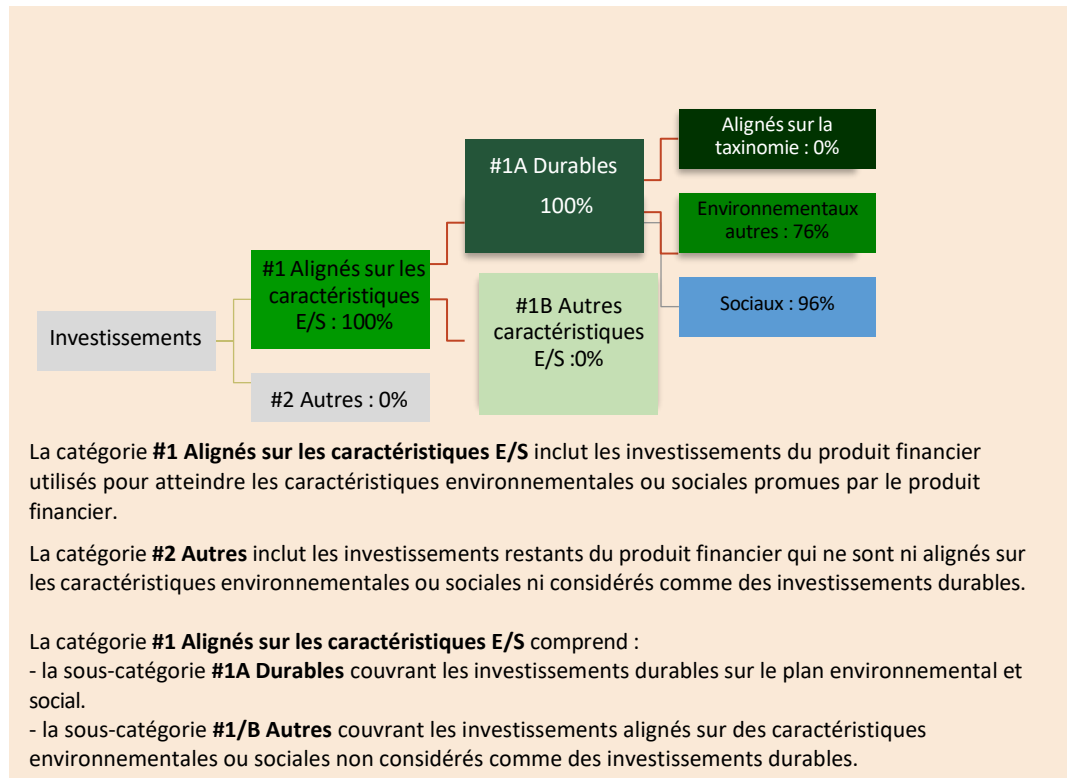 Alignés sur la
taxinomie : 0%
#1A Durables
100%
Environnementaux
autres : 76%
#1 Alignés sur les
caractéristiques
E/S : 100%
#1B Autres
caractéristiques
E/S :0%
Sociaux : 96%
Investissements
#2 Autres : 0%
La catégorie #1 Alignés sur les caractéristiques E/S inclut les investissements du produit financier
utilisés pour atteindre les caractéristiques environnementales ou sociales promues par le produit
financier.
La catégorie #2 Autres inclut les investissements restants du produit financier qui ne sont ni alignés sur
les caractéristiques environnementales ou sociales ni considérés comme des investissements durables.
La catégorie #1 Alignés sur les caractéristiques E/S comprend :
- la sous-catégorie #1A Durables couvrant les investissements durables sur le plan environnemental et
social.
- la sous-catégorie #1/B Autres couvrant les investissements alignés sur des caractéristiques
environnementales ou sociales non considérés comme des investissements durables.